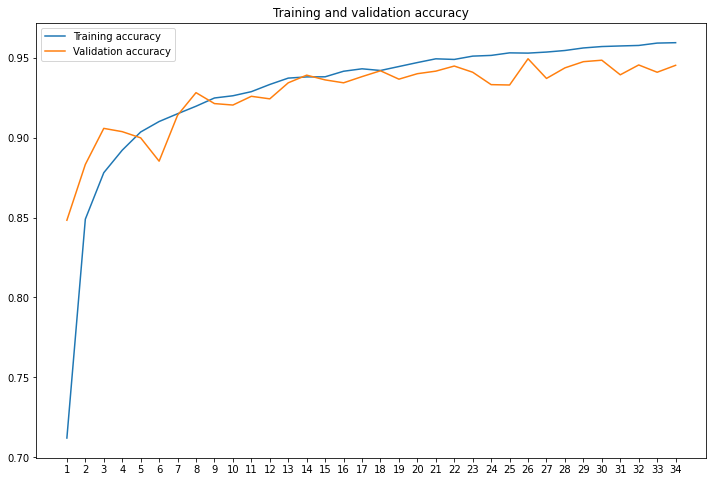 Training and validation accuracy
Training accuracy
Validation accuracy
0.95
0.90
0.85
0.80
0.75
0.70
1 2 3 4 5 6 7 8 9 10 11 12 13 14 15 16 17 18 19 20 21 22 23 24 25 26 27 28 29 30 31 32 33 34